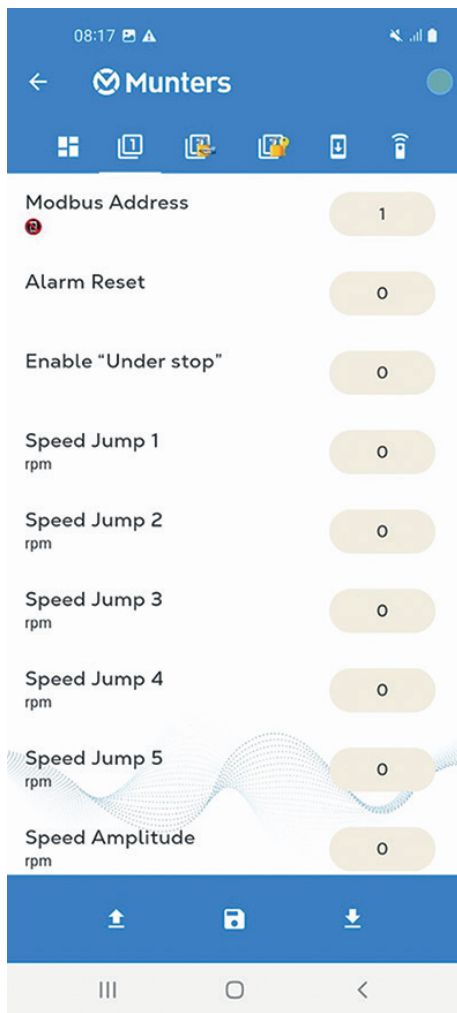 08:17
Munters
1
Modbus Address
1
Alarm Reset
0
Enable “Under stop”
0
Speed Jump 1
rpm
0
Speed Jump 2
rpm
0
Speed Jump 3
rpm
0
Speed Jump 4
rpm
0
Speed Jump 5
rpm
0
Speed Amplitude
rpm
0